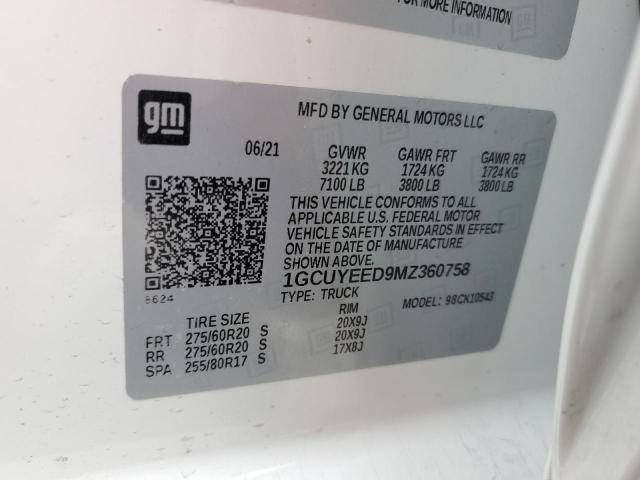 FOR MORE INFORMATION
gm
MFD BY GENERAL MOTORS LLC
06/21 GVWR GAWR FRT GAWR RR
3221 KG 1724 KG 1724 KG
7100 LB 3800 LB 3800 LB
THIS VEHICLE CONFORMS TO ALL
APPLICABLE U.S. FEDERAL MOTOR
VEHICLE SAFETY STANDARDS IN EFFECT
ON THE DATE OF MANUFACTURE
SHOWN ABOVE.
1GCUYEED9MZ360758
8624
TYPE: TRUCK MODEL: 98CK10543
TIRE SIZE RIM
FRT 275/60R20 S 20X9J
RR 275/60R20 S 20X9J
SPA 255/80R17 S 17X8J